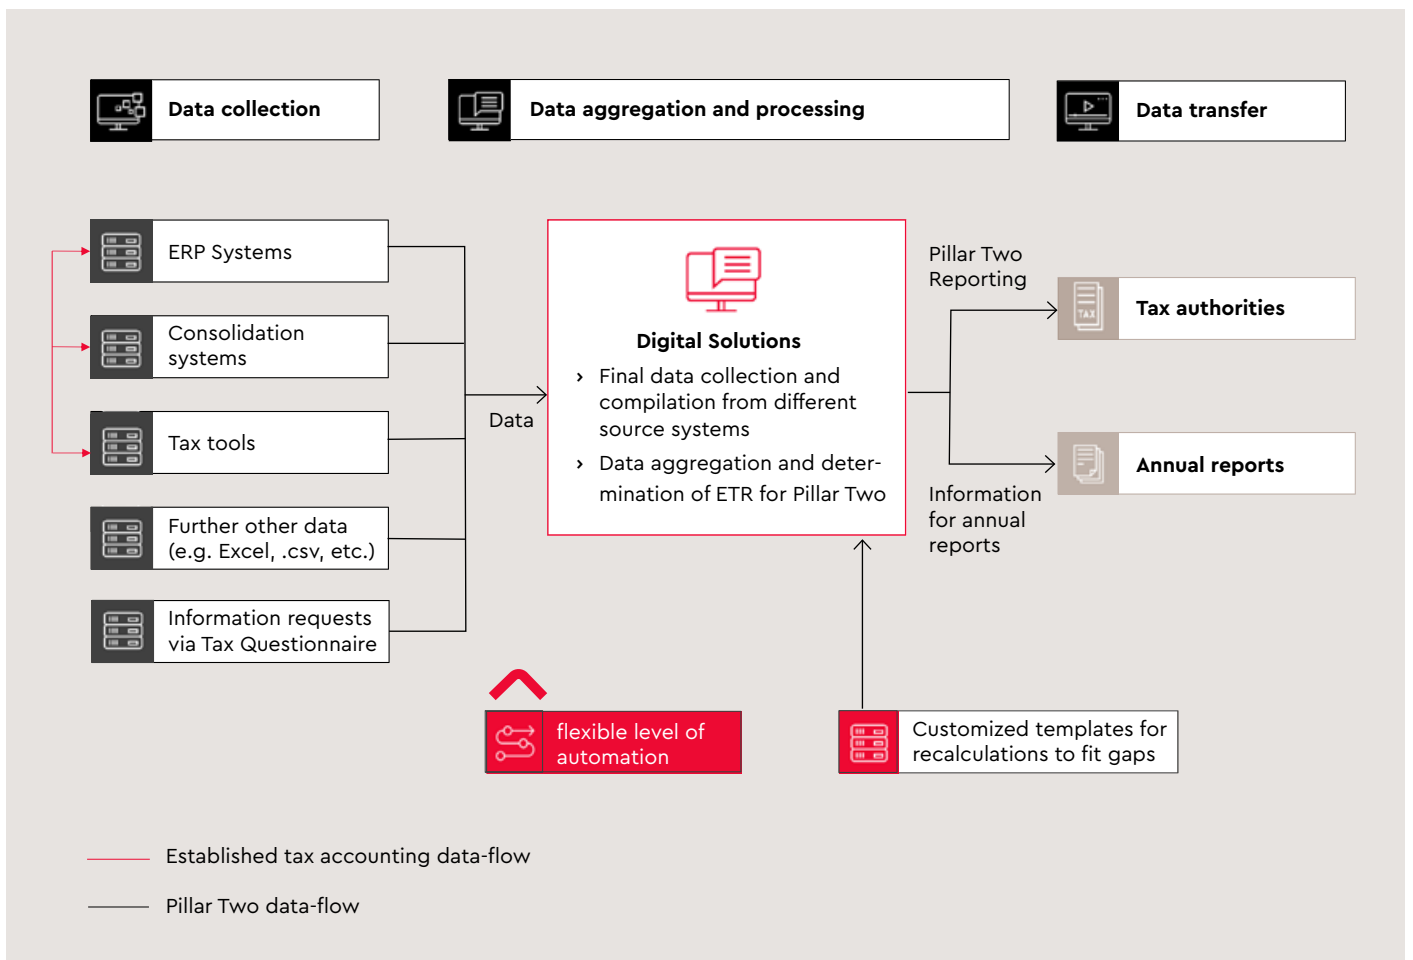 Data collection
Data aggregation and processing
Data transfer
ERP Systems
Consolidation
systems
Tax tools
Further other data
(e.g. Excel, .csv, etc.)
Information requests
via Tax Questionnaire
Data
Digital Solutions
› Final data collection and
compilation from different
source systems
› Data aggregation and deter-
mination of ETR for Pillar Two
Pillar Two
Reporting
TAX
Tax authorities
Annual reports
Information
for annual
reports
flexible level of
automation
Customized templates for
recalculations to fit gaps
Established tax accounting data-flow
Pillar Two data-flow